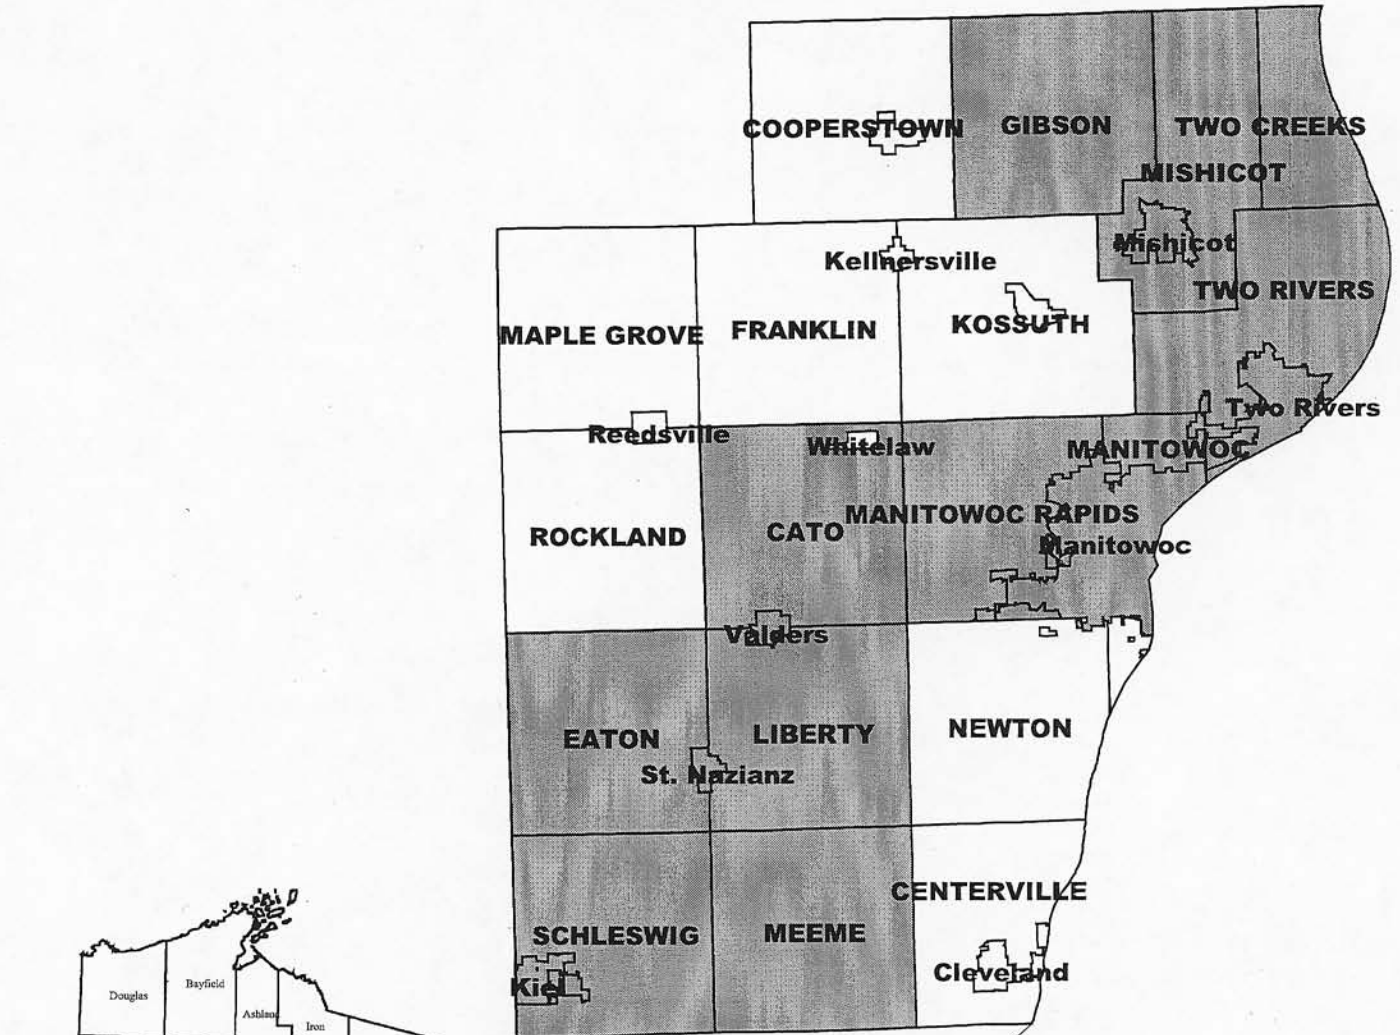 COOPERSTOWN
GIBSON
TWO CREEKS
MISHICOT
Mishicot
Kellnersville
TWO RIVERS
MAPLE GROVE
FRANKLIN
KOSSUTH
Two Rivers
Reedsville
Whitelaw
MANITOWOC
ROCKLAND
CATO
MANITOWOC RAPIDS
Manitowoc
Valders
EATON
LIBERTY
NEWTON
St. Nazianz
CENTERVILLE
SCHLESWIG
MEEME
Kiel
Cleveland
Douglas
Bayfield
Ashland
Iron